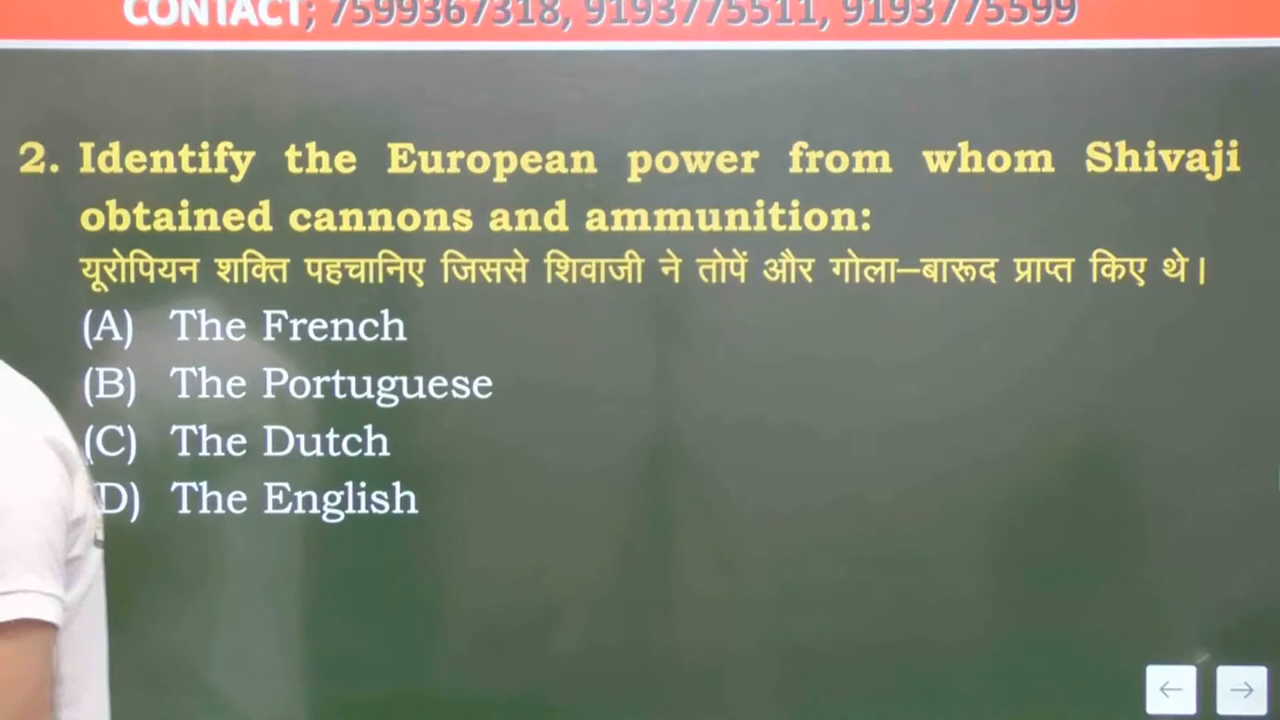 CONTACT; 7599367318, 9193775511, 9193775599
2. Identify the European power from whom Shivaji
obtained cannons and ammunition:
यूरोपियन शक्ति पहचानिए जिससे शिवाजी ने तोपें और गोला–बारूद प्राप्त किए थे।
(A) The French
(B) The Portuguese
(C) The Dutch
(D) The English